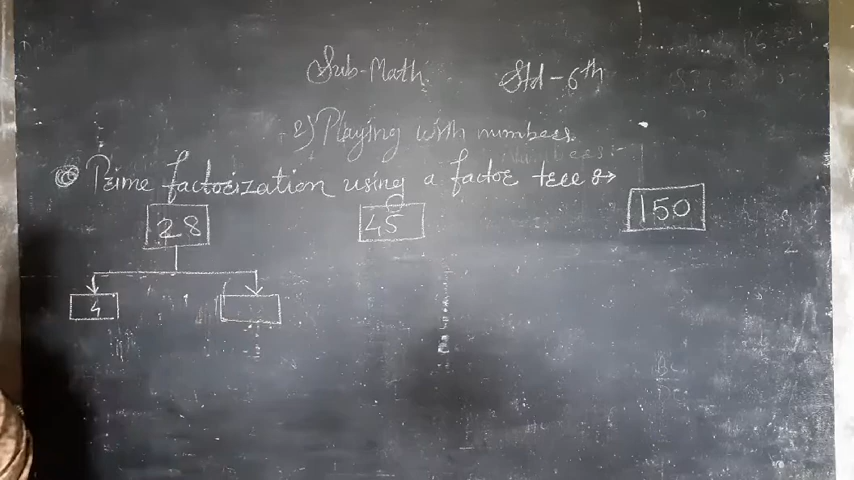 Sub-Math Std-6th
2) Playing with numbers
Prime factorization using a factor tree :→
28 45 150
4